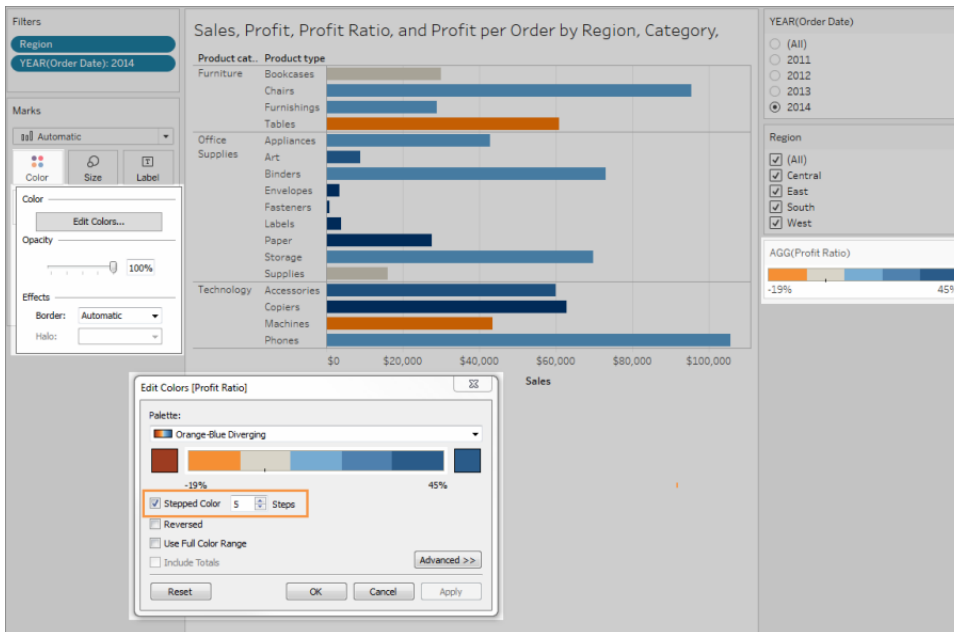 Filters
Region
YEAR(Order Date): 2014
Marks
Automatic
Color Size Label
Color
Edit Colors...
Opacity
100%
Effects
Border: Automatic
Halo:
Sales, Profit, Profit Ratio, and Profit per Order by Region, Category,
Product cat.. Product type
Furniture Bookcases
Chairs
Furnishings
Tables
Office Supplies Appliances
Art
Binders
Envelopes
Fasteners
Labels
Paper
Storage
Supplies
Technology Accessories
Copiers
Machines
Phones
$0 $20,000 $40,000 $60,000 $80,000 $100,000
Sales
YEAR(Order Date)
(All)
2011
2012
2013
2014
Region
(All)
Central
East
South
West
AGG(Profit Ratio)
-19% 45%
Edit Colors [Profit Ratio]
Palette:
Orange-Blue Diverging
-19% 45%
Stepped Color 5 Steps
Reversed
Use Full Color Range
Include Totals
Advanced >>
Reset OK Cancel Apply